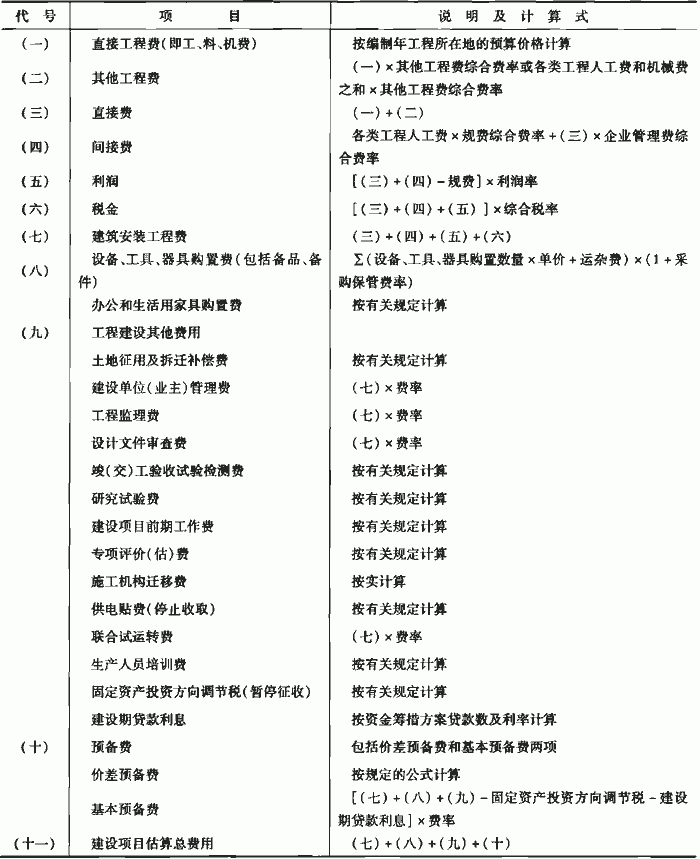 代 号 项 目 说 明 及 计 算 式
(一) 直接工程费(即工、料、机费) 按编制年工程所在地的预算价格计算
(二) 其他工程费 (一)×其他工程费综合费率或各类工程人工费和机械费
之和×其他工程费综合费率
(三) 直接费 (一)+(二)
(四) 间接费 各类工程人工费×规费综合费率+(三)×企业管理费综
合费率
(五) 利润 [(三)+(四)-规费]×利润率
(六) 税金 [(三)+(四)+(五)]×综合税率
(七) 建筑安装工程费 (三)+(四)+(五)+(六)
(八) 设备、工具、器具购置费(包括备品、备
件)
∑(设备、工具、器具购置数量×单价+运杂费)×(1+采
购保管费率)
办公和生活用家具购置费 按有关规定计算
(九) 工程建设其他费用
土地征用及拆迁补偿费 按有关规定计算
建设单位(业主)管理费 (七)×费率
工程监理费 (七)×费率
设计文件审查费 (七)×费率
竣(交)工验收试验检测费 按有关规定计算
研究试验费 按有关规定计算
建设项目前期工作费 按有关规定计算
专项评价(估)费 按有关规定计算
施工机构迁移费 按实计算
供电贴费(停止收取) 按有关规定计算
联合试运转费 (七)×费率
生产人员培训费 按有关规定计算
固定资产投资方向调节税(暂停征收) 按有关规定计算
建设期贷款利息 按资金筹措方案贷款数及利率计算
(十) 预备费 包括价差预备费和基本预备费两项
价差预备费 按规定的公式计算
基本预备费 [(七)+(八)+(九)-固定资产投资方向调节税-建设
期贷款利息]×费率
(十一) 建设项目估算总费用 (七)+(八)+(九)+(十)